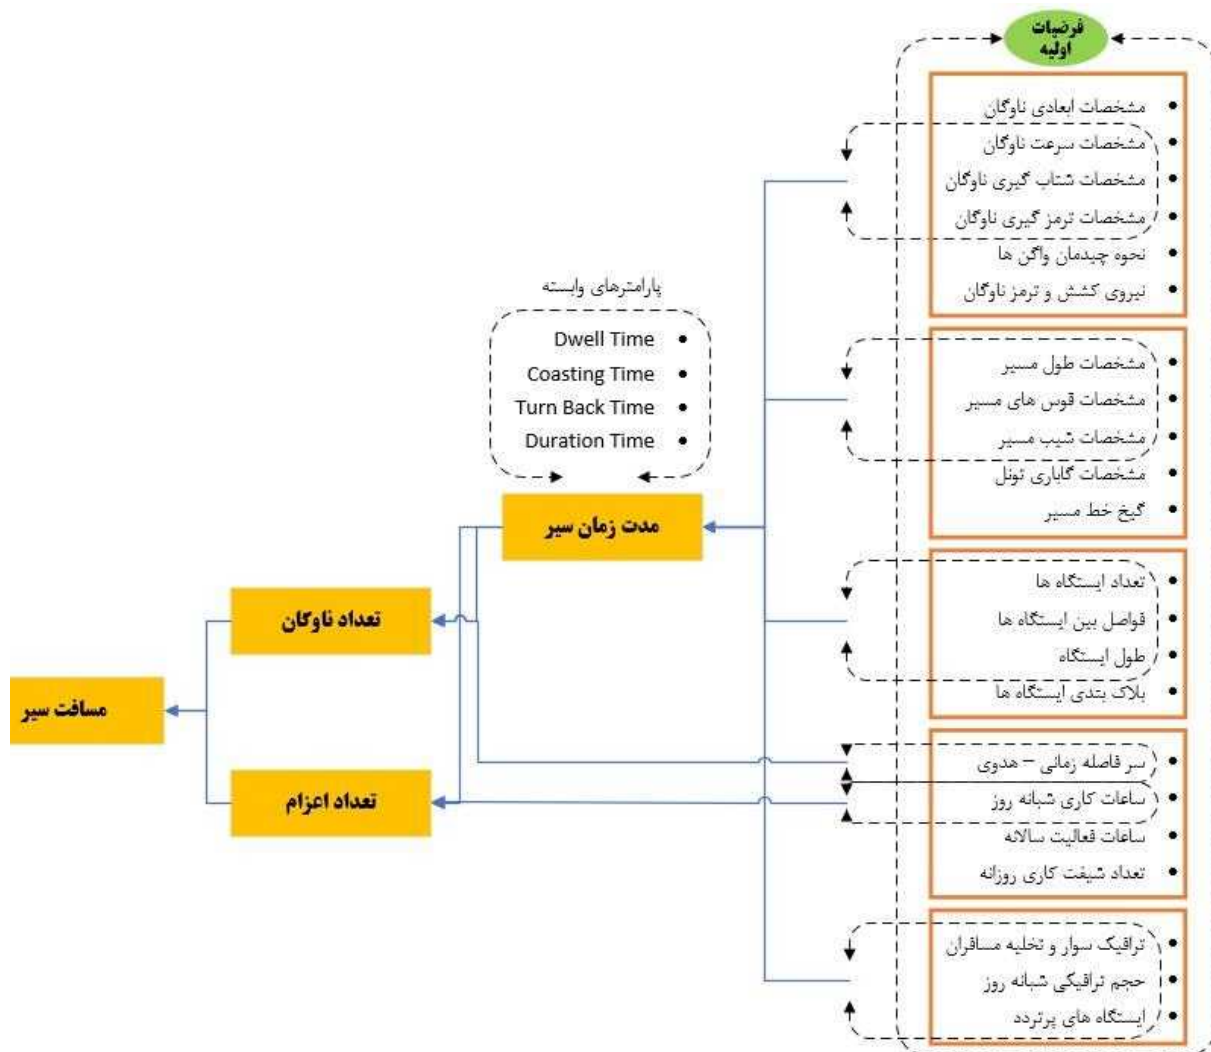 فرضیات
اولیه
• مشخصات ابعادی ناوگان
• مشخصات سرعت ناوگان
• مشخصات شتاب گیری ناوگان
• مشخصات ترمز گیری ناوگان
• نحوه چیدمان واگن ها
• نیروی کشش و ترمز ناوگان
• مشخصات طول مسیر
• مشخصات قوس های مسیر
• مشخصات شیب مسیر
• مشخصات گاباری تونل
• گیج خط مسیر
• تعداد ایستگاه ها
• فواصل بین ایستگاه ها
• طول ایستگاه
• بلاک بندی ایستگاه ها
• سر فاصله زمانی – هدوی
• ساعات کاری شبانه روز
• ساعات فعالیت سالانه
• تعداد شیفت کاری روزانه
• ترافیک سوار و تخلیه مسافران
• حجم ترافیکی شبانه روز
• ایستگاه های پرتردد
پارامترهای وابسته
• Dwell Time
• Coasting Time
• Turn Back Time
• Duration Time
مدت زمان سیر
تعداد ناوگان
تعداد اعزام
مسافت سیر